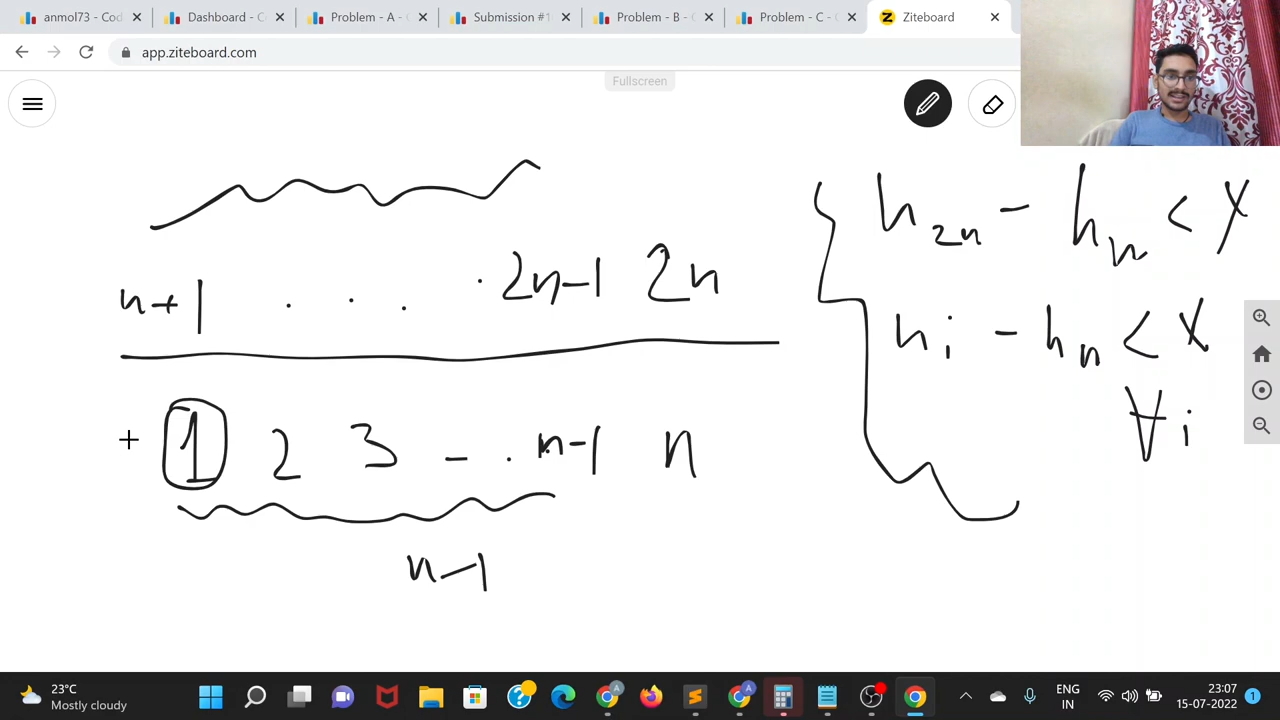 anmol73 - Cod
Dashboard - C
Problem - A - C
Submission #1
Problem - B - C
Problem - C - C
Ziteboard
app.ziteboard.com
Fullscreen
n+1 . . . . 2n-1 2n
+ 1 2 3 - . n-1 n
n-1
h2n - hn < X
hi - hn < X
∀ i
23°C
Mostly cloudy
ENG
IN
23:07
15-07-2022
1